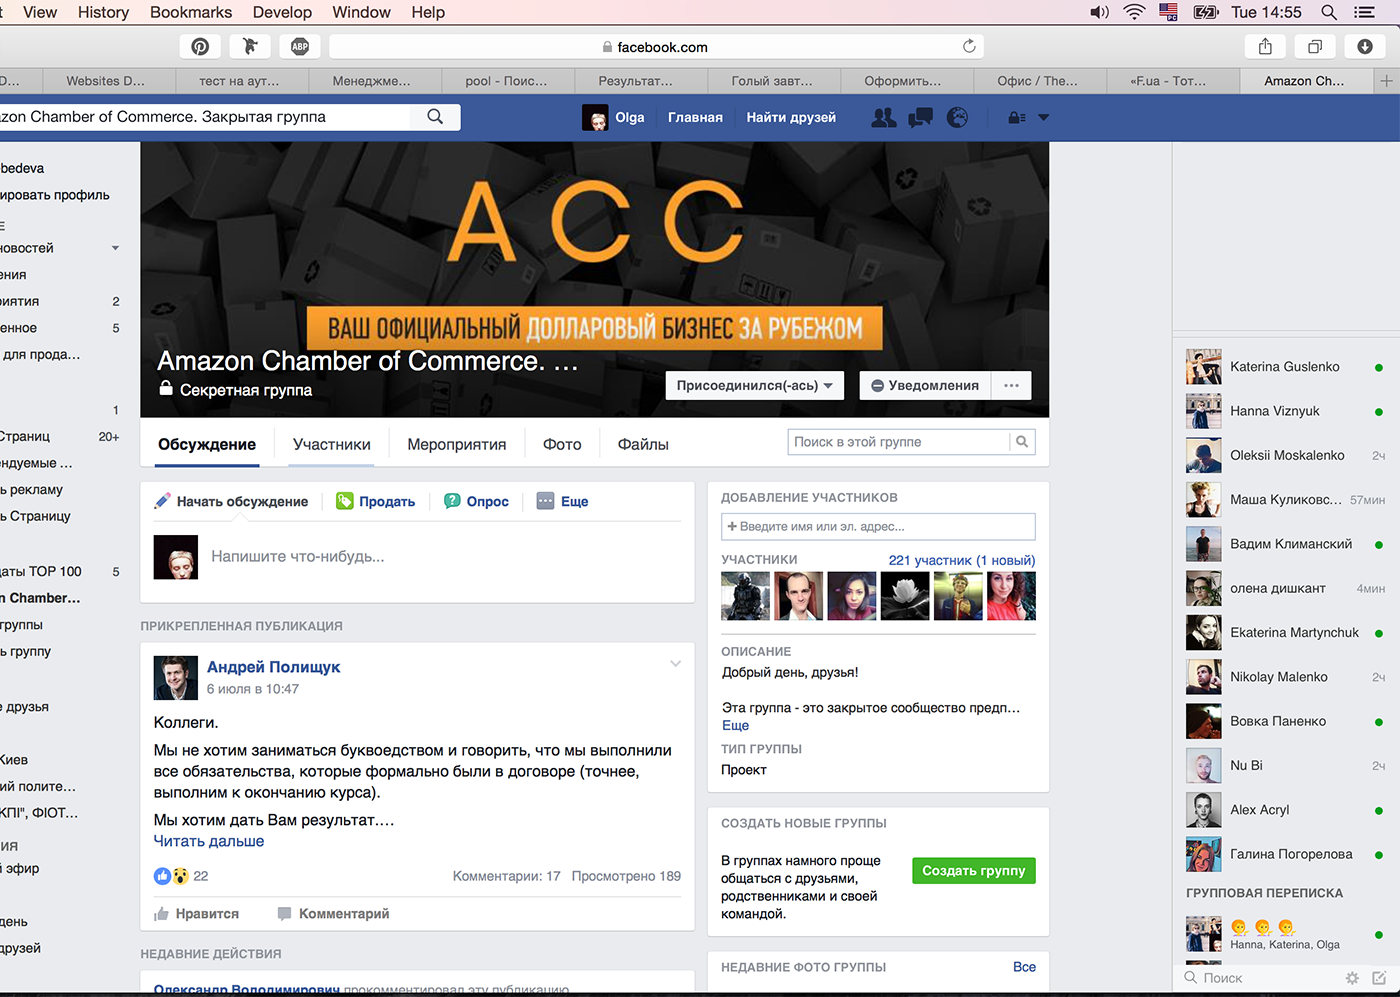 View History Bookmarks Develop Window Help Tue 14:55
ABP facebook.com
D... Websites D... тест на аут... Менеджме... pool - Поис... Результат... Голый завт... Оформить... Офис / The... «F.ua - Тот... Amazon Ch...
zon Chamber of Commerce. Закрытая группа Olga Главная Найти друзей
bedeva
ировать профиль
Е
новостей
ения
риятия 2
енное 5
для прода...
1
Страниц 20+
ндуемые ...
ь рекламу
ь Страницу
даты TOP 100 5
n Chamber...
группы
ь группу
е друзья
Киев
ий полите...
КПІ", ФІОТ...
ИЯ
й эфир
день
друзей
ACC
ВАШ ОФИЦИАЛЬНЫЙ ДОЛЛАРОВЫЙ БИЗНЕС ЗА РУБЕЖОМ
Amazon Chamber of Commerce. ...
Секретная группа
Присоединился(-ась) Уведомления ...
Обсуждение Участники Мероприятия Фото Файлы Поиск в этой группе
Начать обсуждение Продать Опрос Еще
Напишите что-нибудь...
ПРИКРЕПЛЕННАЯ ПУБЛИКАЦИЯ
Андрей Полищук
6 июля в 10:47
Коллеги.
Мы не хотим заниматься буквоедством и говорить, что мы выполнили
все обязательства, которые формально были в договоре (точнее,
выполним к окончанию курса).
Мы хотим дать Вам результат....
Читать дальше
22 Комментарии: 17 Просмотрено 189
Нравится Комментарий
НЕДАВНИЕ ДЕЙСТВИЯ
Олександр Володимирович прокомментировал эту публикацию.
ДОБАВЛЕНИЕ УЧАСТНИКОВ
+ Введите имя или эл. адрес...
УЧАСТНИКИ 221 участник (1 новый)
ОПИСАНИЕ
Добрый день, друзья!
Эта группа - это закрытое сообщество предп...
Еще
ТИП ГРУППЫ
Проект
СОЗДАТЬ НОВЫЕ ГРУППЫ
В группах намного проще
общаться с друзьями,
родственниками и своей
командой.
Создать группу
НЕДАВНИЕ ФОТО ГРУППЫ Все
Katerina Guslenko
Hanna Viznyuk
Oleksii Moskalenko 2ч
Маша Куликовс... 57мин
Вадим Климанский
олена дишкант 4мин
Ekaterina Martynchuk
Nikolay Malenko 2ч
Вовка Паненко
Nu Bi 2ч
Alex Acryl
Галина Погорелова
ГРУППОВАЯ ПЕРЕПИСКА
Hanna, Katerina, Olga
Поиск